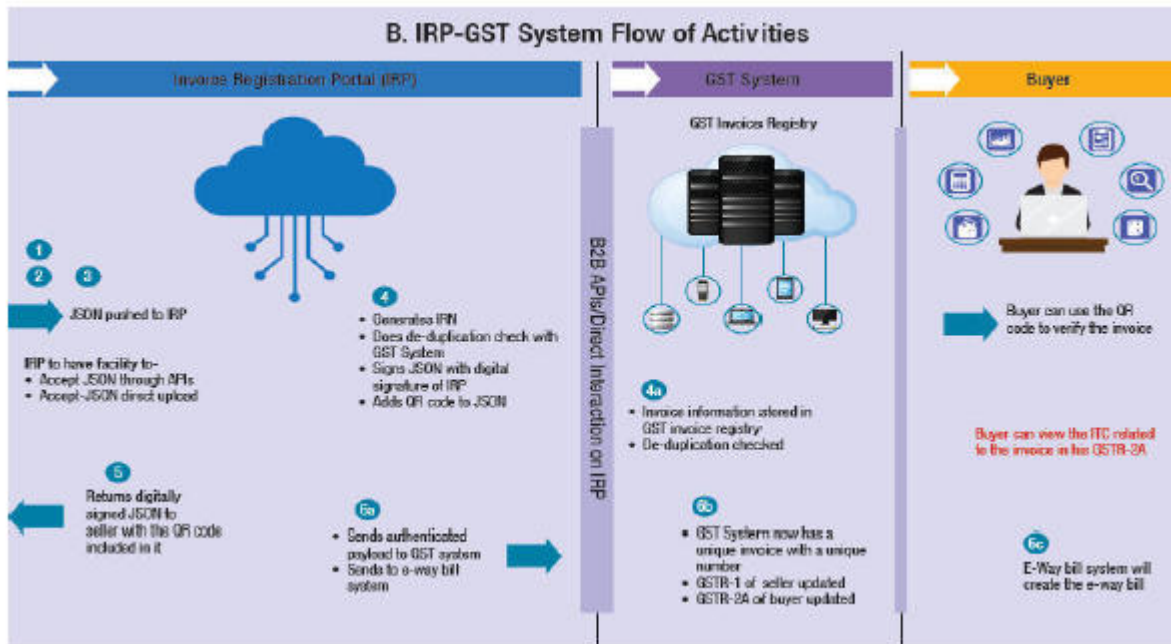 B. IRP-GST System Flow of Activities
Invoice Registration Portal (IRP)
GST System
Buyer
GST Invoices Registry
1
2
3
JSON pushed to IRP
IRP to have facility to-
• Accept JSON through APIs
• Accept-JSON direct upload
4
• Generates IRN
• Does de-duplication check with
GST System
• Signs JSON with digital
signature of IRP
• Adds QR code to JSON
5
Returns digitally
signed JSON to
seller with the QR code
included in it
6a
• Sends authenticated
payload to GST system
• Sends to e-way bill
system
B2B APIs/Direct Interaction on IRP
4a
• Invoice information stored in
GST invoice registry
• De-duplication checked
6b
• GST System now has a
unique invoice with a unique
number
• GSTR-1 of seller updated
• GSTR-2A of buyer updated
Buyer can use the QR
code to verify the invoice
Buyer can view the ITC related
to the invoice in his GSTR-2A
6c
E-Way bill system will
create the e-way bill